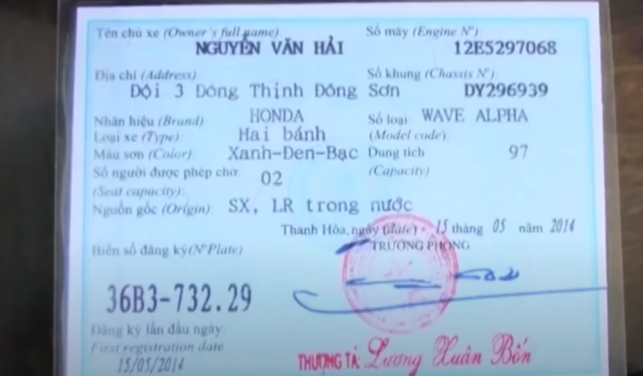 Tên chủ xe (Owner's full name) Số máy (Engine Nº)
NGUYỄN VĂN HẢI 12E5297068
Địa chỉ (Address) Số khung (Chassis Nº)
Đội 3 Đông Thịnh Đông Sơn DY296939
Nhãn hiệu (Brand) HONDA Số loại: WAVE ALPHA
Loại xe (Type): Hai bánh (Model code):
Màu sơn (Color): Xanh-Đen-Bạc Dung tích 97
Số người được phép chở: 02 (Capacity)
(Seat capacity):
Nguồn gốc (Origin): SX, LR trong nước
Thanh Hóa, ngày (date) 15 tháng 05 năm 2014
Biển số đăng ký (Nº Plate) TRƯỞNG PHÒNG
36B3-732.29
Đăng ký lần đầu ngày:
First registration date
15/05/2014 THƯỢNG TÁ: Lương Xuân Bốn